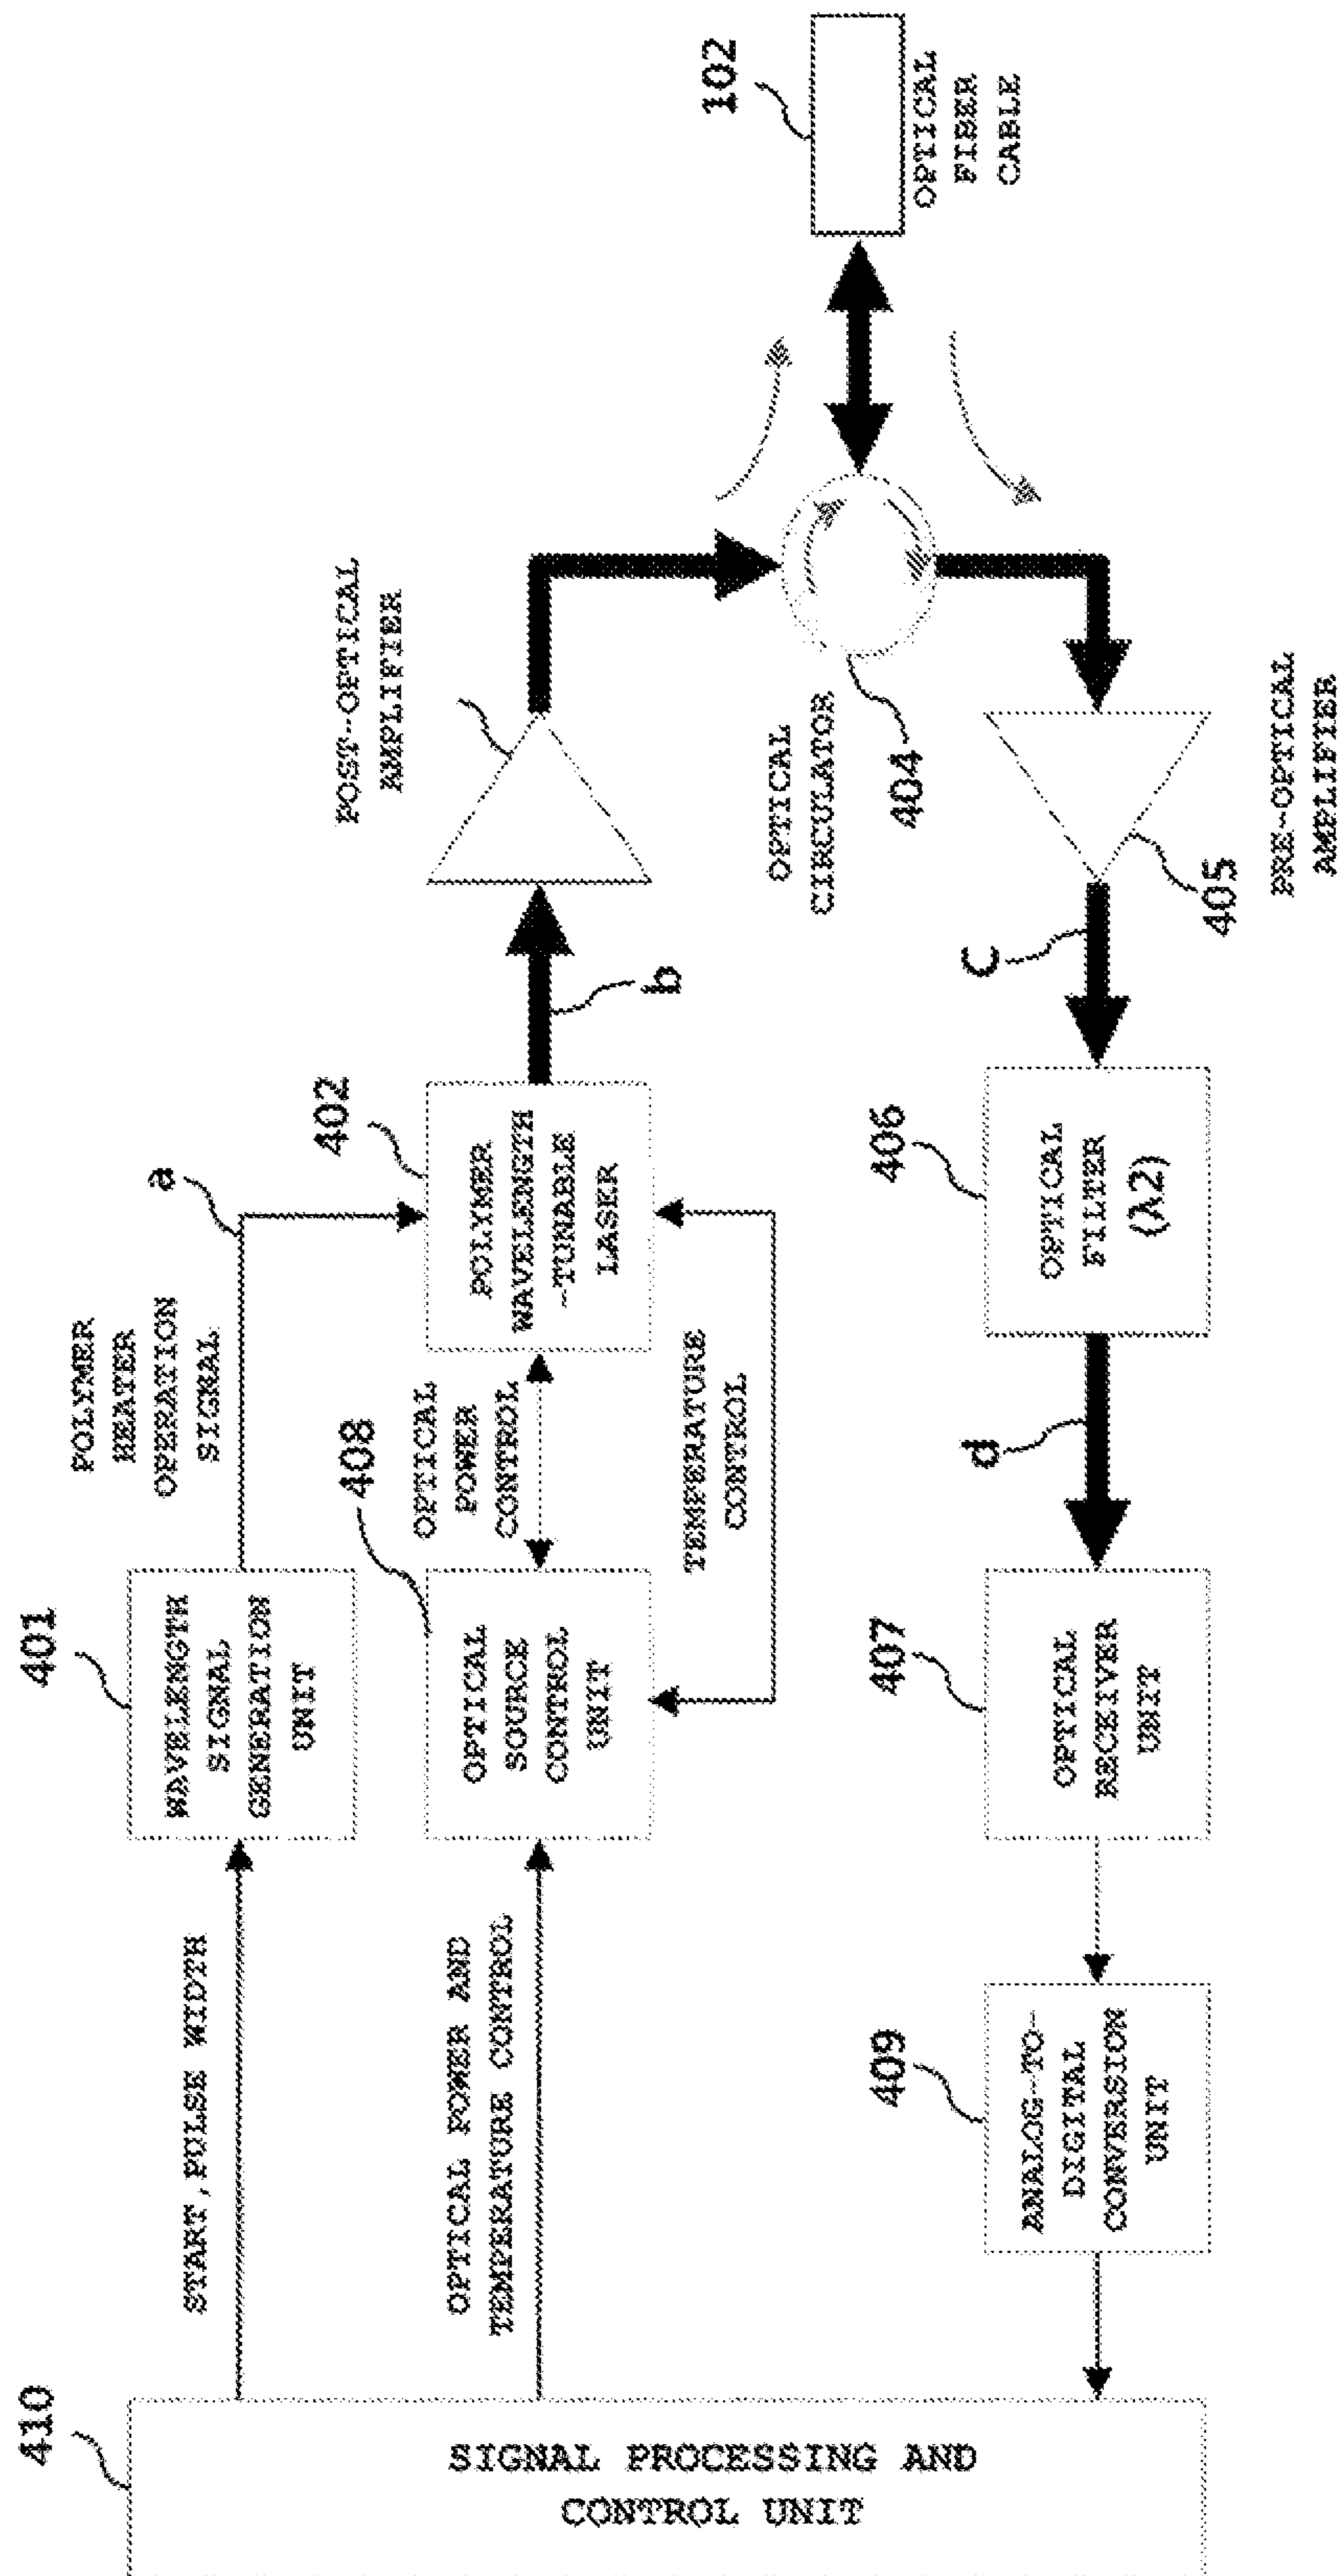 410
SIGNAL PROCESSING AND
CONTROL UNIT
START, PULSE WIDTH
401
WAVELENGTH
SIGNAL
GENERATION
UNIT
POLYMER
HEATER
OPERATION
SIGNAL
a
OPTICAL POWER AND
TEMPERATURE CONTROL
408
OPTICAL
SOURCE
CONTROL
UNIT
OPTICAL
POWER
CONTROL
TEMPERATURE
CONTROL
402
POLYMER
WAVELENGTH
-TUNABLE
LASER
b
POST-OPTICAL
AMPLIFIER
OPTICAL
CIRCULATOR
404
102
OPTICAL
FIBER
CABLE
PRE-OPTICAL
AMPLIFIER
405
C
406
OPTICAL
FILTER
(λ2)
d
407
OPTICAL
RECEIVER
UNIT
409
ANALOG-TO-
DIGITAL
CONVERSION
UNIT